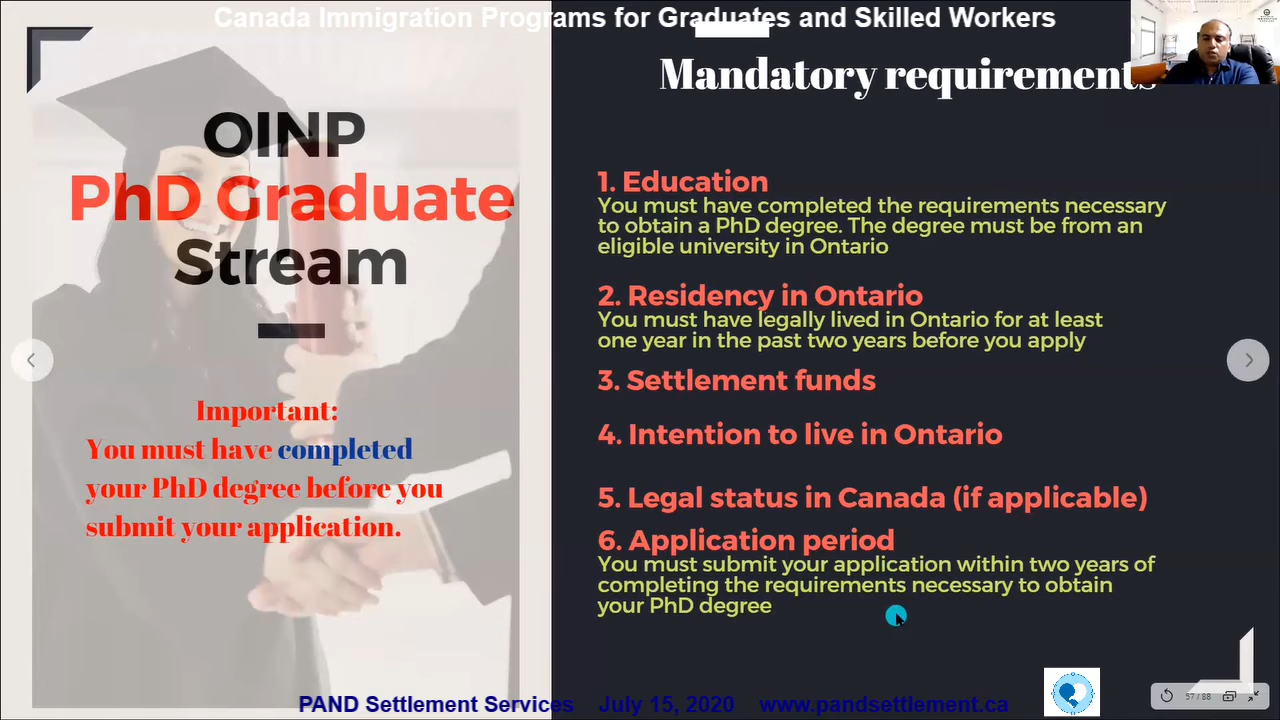 Canada Immigration Programs for Graduates and Skilled Workers
OINP
PhD Graduate
Stream
Important:
You must have completed
your PhD degree before you
submit your application.
Mandatory requirements
1. Education
You must have completed the requirements necessary
to obtain a PhD degree. The degree must be from an
eligible university in Ontario
2. Residency in Ontario
You must have legally lived in Ontario for at least
one year in the past two years before you apply
3. Settlement funds
4. Intention to live in Ontario
5. Legal status in Canada (if applicable)
6. Application period
You must submit your application within two years of
completing the requirements necessary to obtain
your PhD degree
57 / 88
PAND Settlement Services July 15, 2020 www.pandsettlement.ca